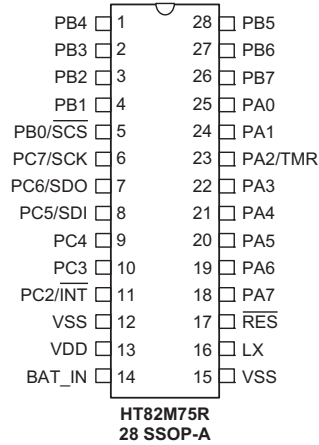 PB4 1 28 PB5
PB3 2 27 PB6
PB2 3 26 PB7
PB1 4 25 PA0
PB0/S̅C̅S̅ 5 24 PA1
PC7/SCK 6 23 PA2/TMR
PC6/SDO 7 22 PA3
PC5/SDI 8 21 PA4
PC4 9 20 PA5
PC3 10 19 PA6
PC2/I̅N̅T̅ 11 18 PA7
VSS 12 17 R̅E̅S̅
VDD 13 16 LX
BAT_IN 14 15 VSS
HT82M75R
28 SSOP-A